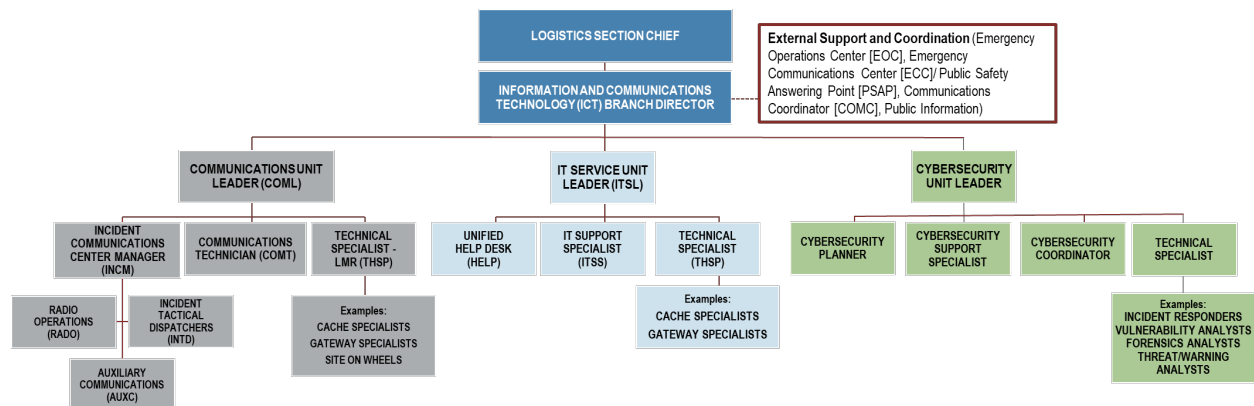 LOGISTICS SECTION CHIEF
External Support and Coordination (Emergency
Operations Center [EOC], Emergency
Communications Center [ECC]/ Public Safety
Answering Point [PSAP], Communications
Coordinator [COMC], Public Information)
INFORMATION AND COMMUNICATIONS
TECHNOLOGY (ICT) BRANCH DIRECTOR
COMMUNICATIONS UNIT
LEADER (COML)
IT SERVICE UNIT
LEADER (ITSL)
CYBERSECURITY
UNIT LEADER
INCIDENT
COMMUNICATIONS
CENTER MANAGER
(INCM)
COMMUNICATIONS
TECHNICIAN (COMT)
TECHNICAL
SPECIALIST -
LMR (THSP)
UNIFIED
HELP DESK
(HELP)
IT SUPPORT
SPECIALIST
(ITSS)
TECHNICAL
SPECIALIST
(THSP)
CYBERSECURITY
PLANNER
CYBERSECURITY
SUPPORT
SPECIALIST
CYBERSECURITY
COORDINATOR
TECHNICAL
SPECIALIST
RADIO
OPERATIONS
(RADO)
INCIDENT
TACTICAL
DISPATCHERS
(INTD)
AUXILIARY
COMMUNICATIONS
(AUXC)
Examples:
CACHE SPECIALISTS
GATEWAY SPECIALISTS
SITE ON WHEELS
Examples:
CACHE SPECIALISTS
GATEWAY SPECIALISTS
Examples:
INCIDENT RESPONDERS
VULNERABILITY ANALYSTS
FORENSICS ANALYSTS
THREAT/WARNING
ANALYSTS